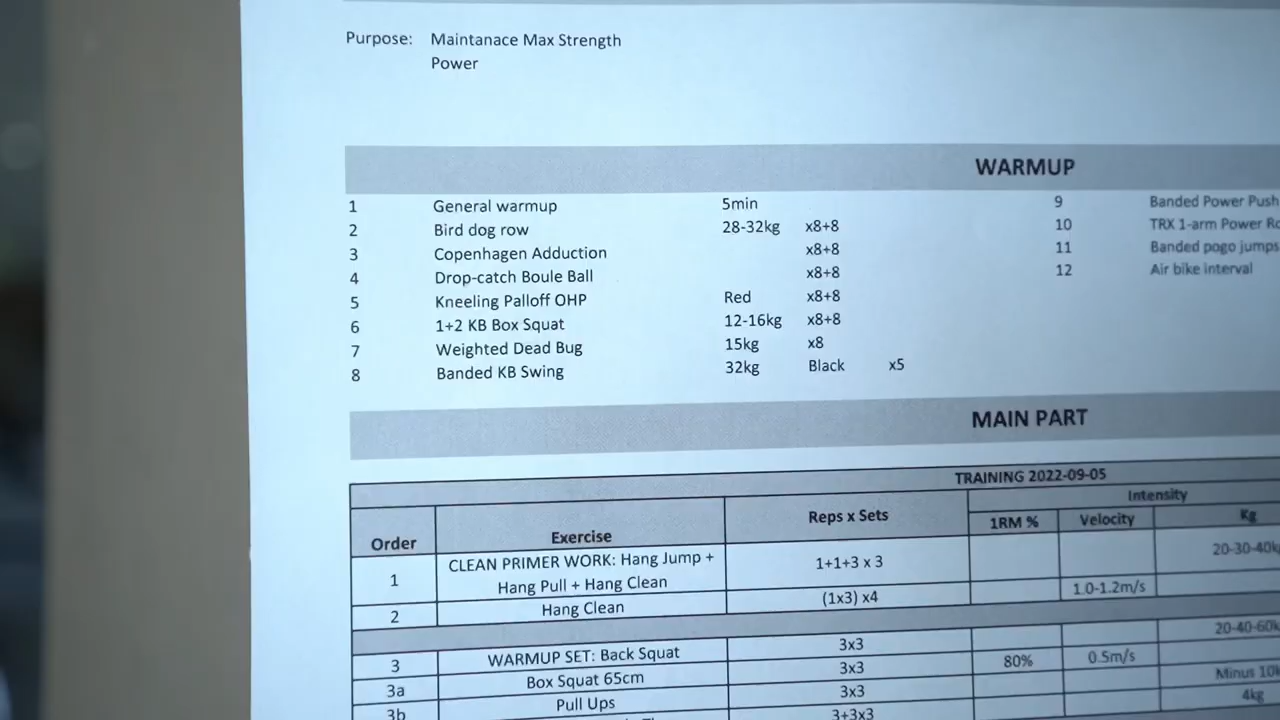 Purpose: Maintanace Max Strength
Power
WARMUP
1 General warmup 5min 9 Banded Power Push
2 Bird dog row 28-32kg x8+8 10 TRX 1-arm Power
3 Copenhagen Adduction x8+8 11 Banded pogo jumps
4 Drop-catch Boule Ball x8+8 12 Air bike interval
5 Kneeling Palloff OHP Red x8+8
6 1+2 KB Box Squat 12-16kg x8+8
7 Weighted Dead Bug 15kg x8
8 Banded KB Swing 32kg Black x5
MAIN PART
TRAINING 2022-09-05
Intensity
Order Exercise Reps x Sets 1RM % Velocity Kg
1 CLEAN PRIMER WORK: Hang Jump + 1+1+3 x 3 20-30-40k
Hang Pull + Hang Clean
2 Hang Clean (1x3) x4 1.0-1.2m/s
3 WARMUP SET: Back Squat 3x3 20-40-60k
3a Box Squat 65cm 3x3 80% 0.5m/s
3b Pull Ups 3x3 Minus 10k
3+3x3 4kg